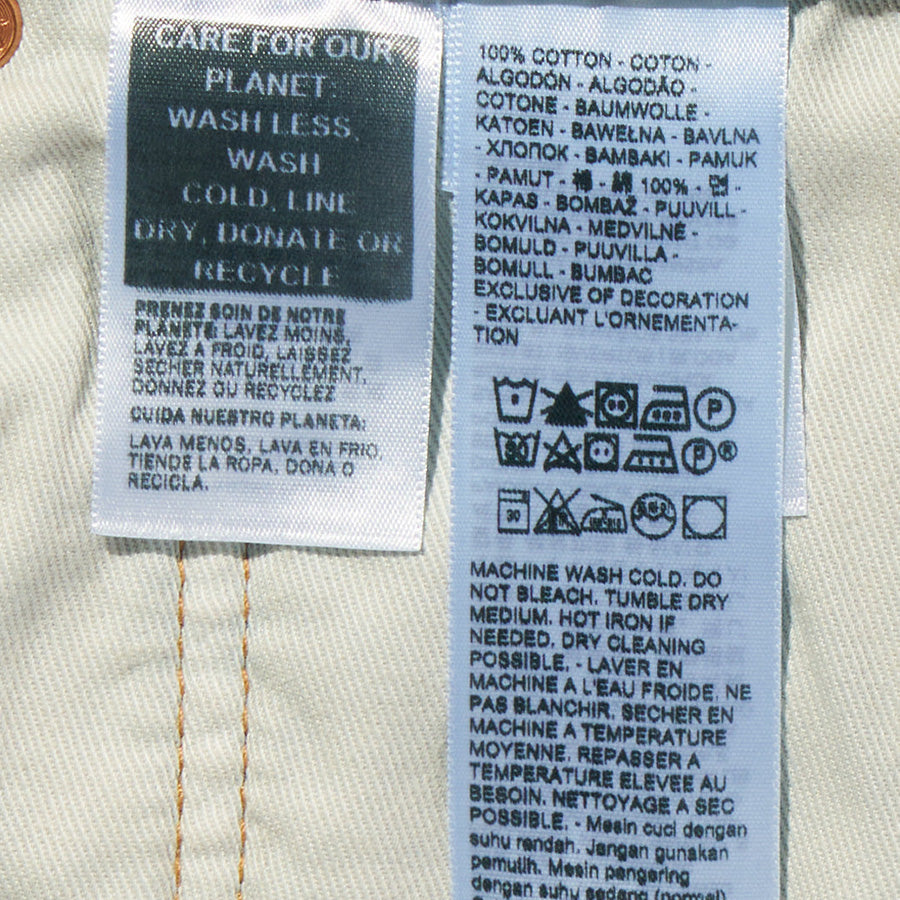 CARE FOR OUR
PLANET:
WASH LESS,
WASH
COLD, LINE
DRY, DONATE OR
RECYCLE
PRENEZ SOIN DE NOTRE
PLANETE: LAVEZ MOINS,
LAVEZ A FROID, LAISSEZ
SECHER NATURELLEMENT,
DONNEZ OU RECYCLEZ
CUIDA NUESTRO PLANETA:
LAVA MENOS, LAVA EN FRIO,
TIENDE LA ROPA, DONA O
RECICLA.
100% COTTON - COTON -
ALGODÓN - ALGODÃO -
COTONE - BAUMWOLLE -
KATOEN - BAWEŁNA - BAVLNA
- ХЛОПОК - BAMBAKI - PAMUK
- PAMUT - 棉 - 綿 100% - 면 -
KAPAS - BOMBAŽ - PUUVILL -
KOKVILNA - MEDVILNĖ -
BOMULD - PUUVILLA -
BOMULL - BUMBAC
EXCLUSIVE OF DECORATION
- EXCLUANT L'ORNEMENTA-
TION
P
30 P®
30
MACHINE WASH COLD. DO
NOT BLEACH. TUMBLE DRY
MEDIUM. HOT IRON IF
NEEDED. DRY CLEANING
POSSIBLE. - LAVER EN
MACHINE A L'EAU FROIDE. NE
PAS BLANCHIR. SECHER EN
MACHINE A TEMPERATURE
MOYENNE. REPASSER A
TEMPERATURE ELEVEE AU
BESOIN. NETTOYAGE A SEC
POSSIBLE. - Mesin cuci dengan
suhu rendah. Jangan gunakan
pemutih. Mesin pengering
dengan suhu sedang (normal)